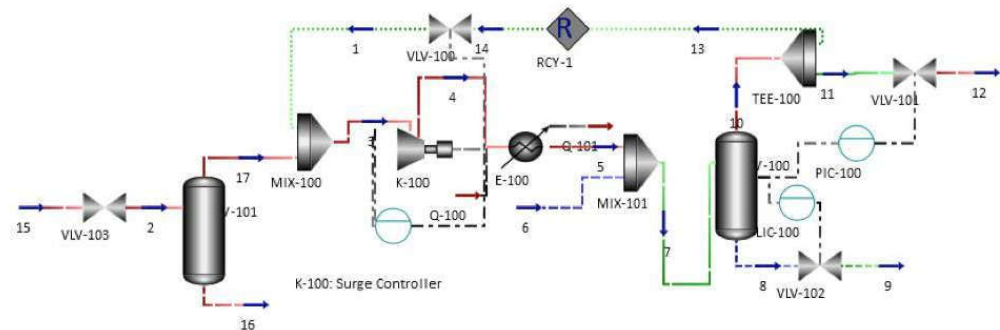 1
VLV-100
14
RCY-1
13
TEE-100
11
VLV-101
12
4
3
K-100
E-100
Q-101
5
10
V-100
PIC-100
17
MIX-100
V-101
Q-100
6
MIX-101
LIC-100
15
VLV-103
2
7
K-100: Surge Controller
8
VLV-102
9
16